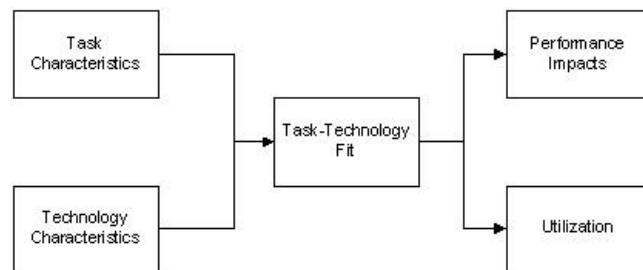 Task
Characteristics
Technology
Characteristics
Task-Technology
Fit
Performance
Impacts
Utilization